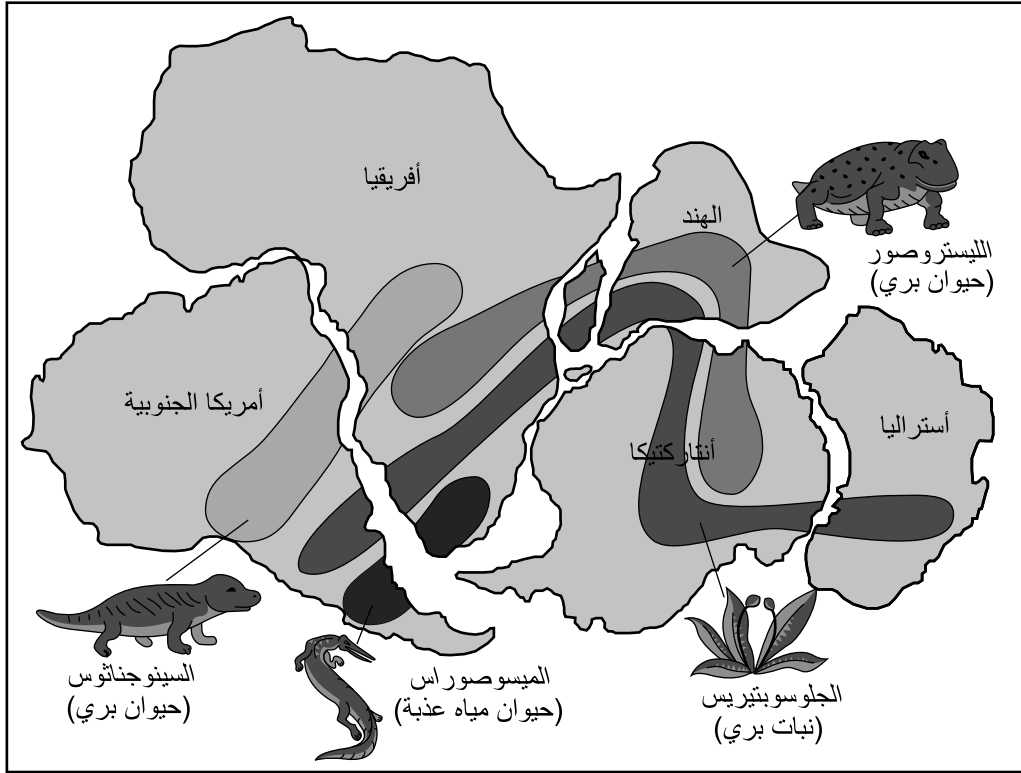 أفريقيا
الهند
الليستروصور
(حيوان بري)
أمريكا الجنوبية
أنتاركتيكا
أستراليا
السينوجناثوس
(حيوان بري)
الميسوصوراس
(حيوان مياه عذبة)
الجلوسوبتيريس
(نبات بري)